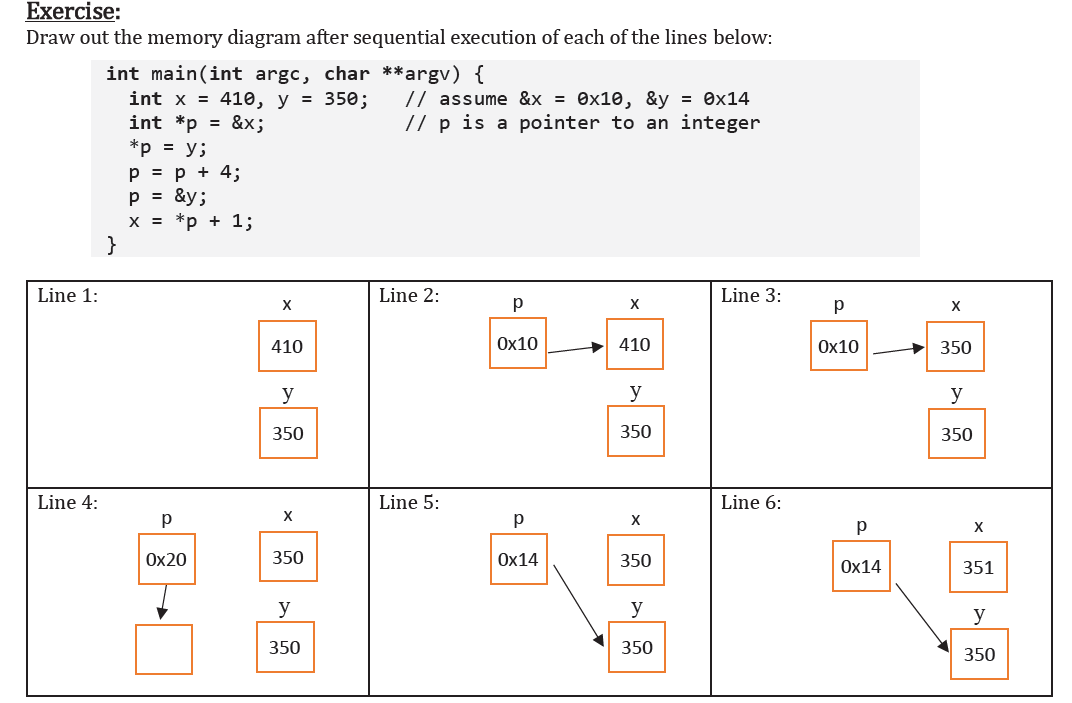 Exercise:
Draw out the memory diagram after sequential execution of each of the lines below:
int main(int argc, char **argv) {
int x = 410, y = 350; // assume &x = 0x10, &y = 0x14
int *p = &x; // p is a pointer to an integer
*p = y;
p = p + 4;
p = &y;
x = *p + 1;
}
Line 1:
x
410
y
350
Line 2:
p x
0x10 410
y
350
Line 3:
p x
0x10 350
y
350
Line 4:
p x
0x20 350
y
350
Line 5:
p x
0x14 350
y
350
Line 6:
p x
0x14 351
y
350